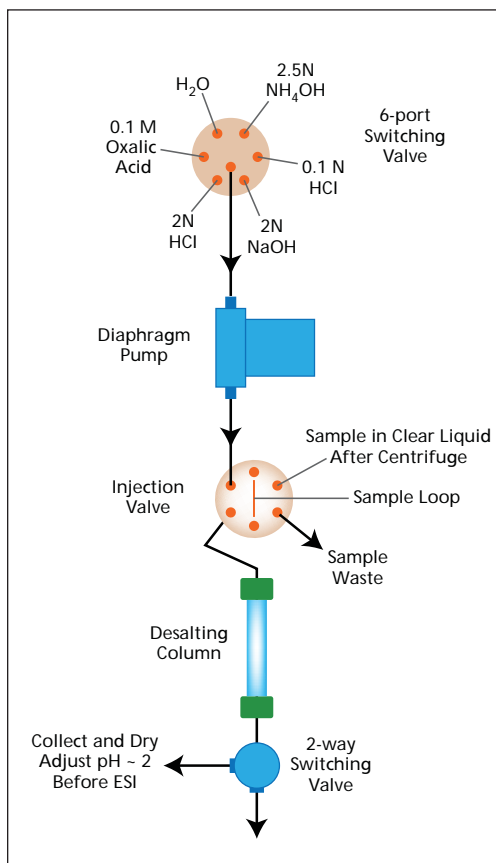 H2O
2.5N
NH4OH
0.1 M
Oxalic
Acid
6-port
Switching
Valve
0.1 N
HCl
2N
HCl
2N
NaOH
Diaphragm
Pump
Sample in Clear Liquid
After Centrifuge
Injection
Valve
Sample Loop
Sample
Waste
Desalting
Column
Collect and Dry
Adjust pH ~ 2
Before ESI
2-way
Switching
Valve